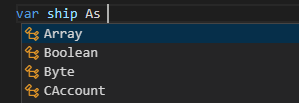 var ship As
Array
Boolean
Byte
CAccount